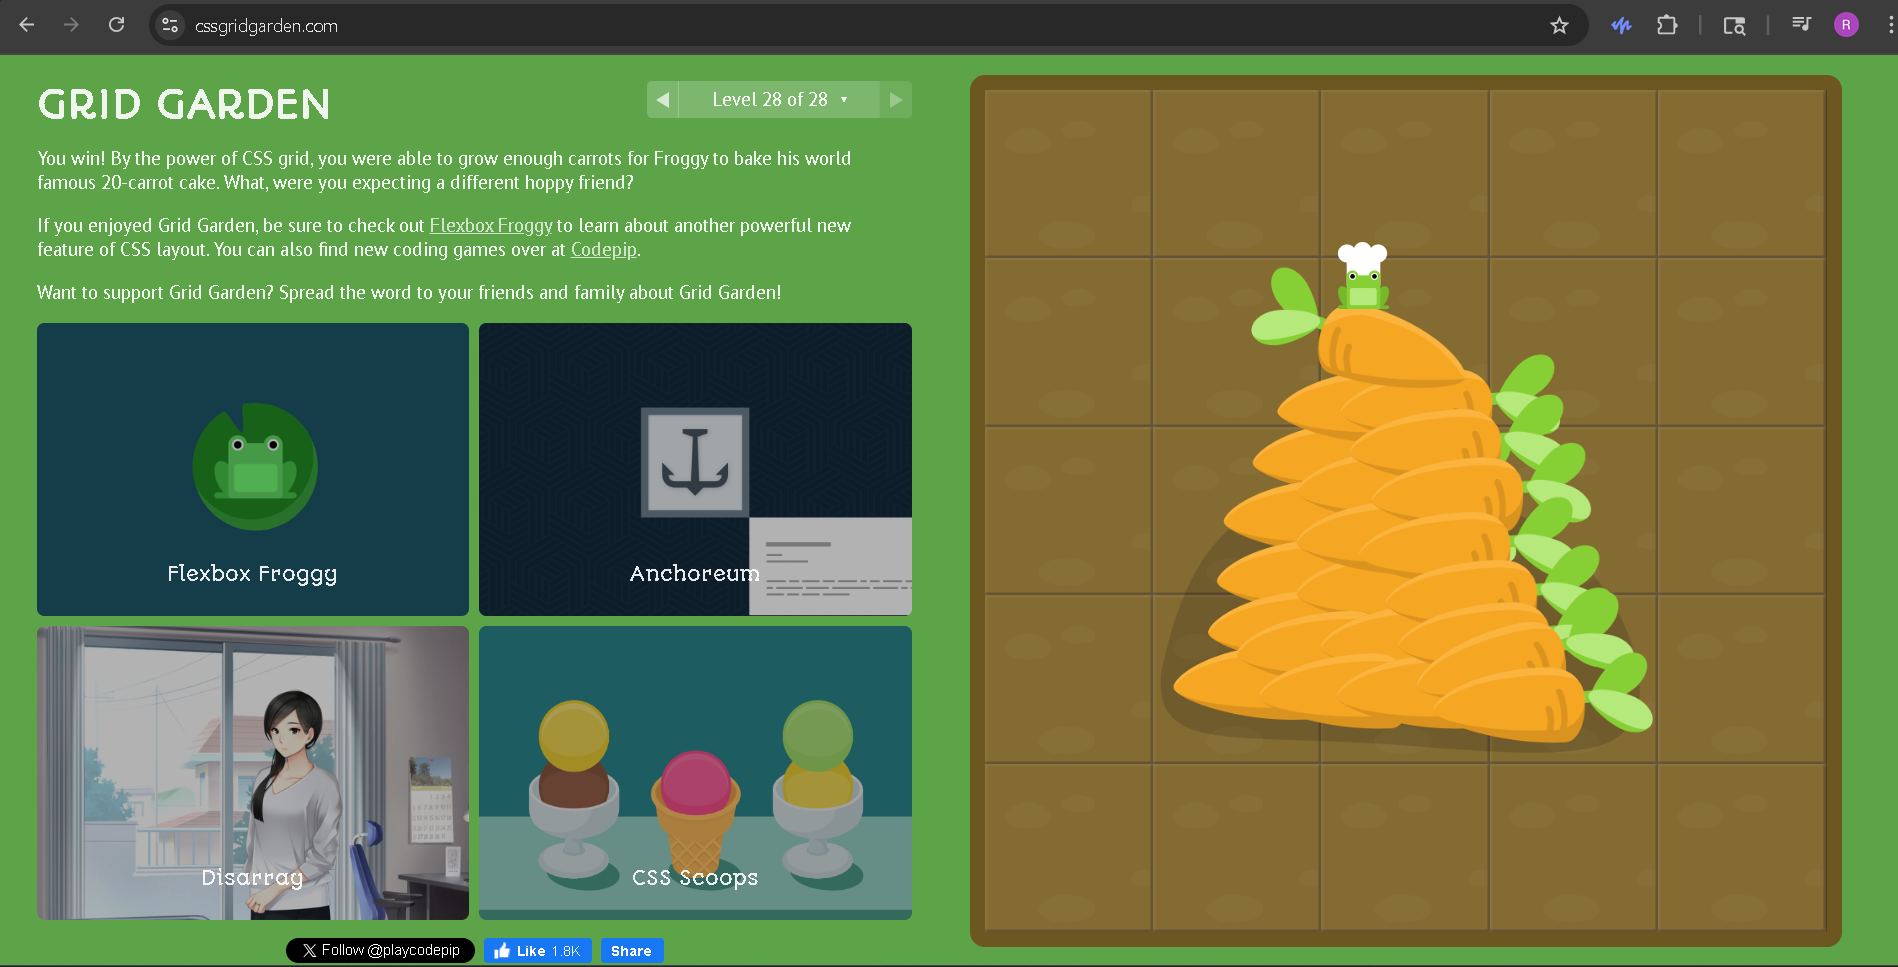 cssgridgarden.com
R
GRID GARDEN
Level 28 of 28
You win! By the power of CSS grid, you were able to grow enough carrots for Froggy to bake his world
famous 20-carrot cake. What, were you expecting a different hoppy friend?
If you enjoyed Grid Garden, be sure to check out Flexbox Froggy to learn about another powerful new
feature of CSS layout. You can also find new coding games over at Codepip.
Want to support Grid Garden? Spread the word to your friends and family about Grid Garden!
Flexbox Froggy
Anchoreum
Disarray
CSS Scoops
Follow @playcodepip
Like 1.8K
Share